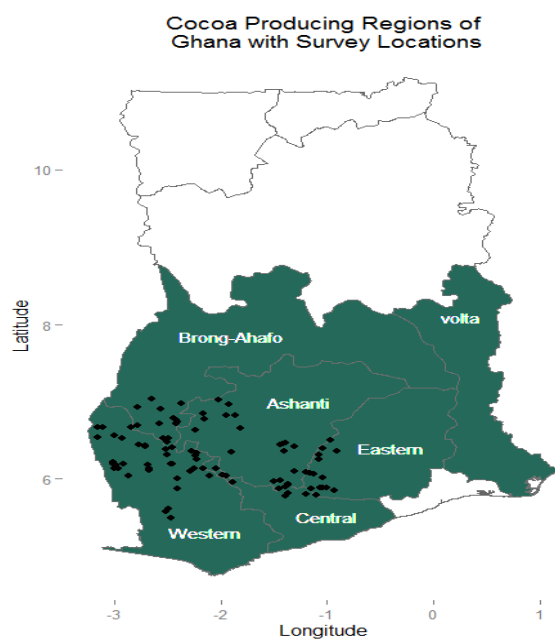 Cocoa Producing Regions of
Ghana with Survey Locations
10
8
6
Latitude
volta
Brong-Ahafo
Ashanti
Eastern
Central
Western
-3
-2
-1
0
1
Longitude